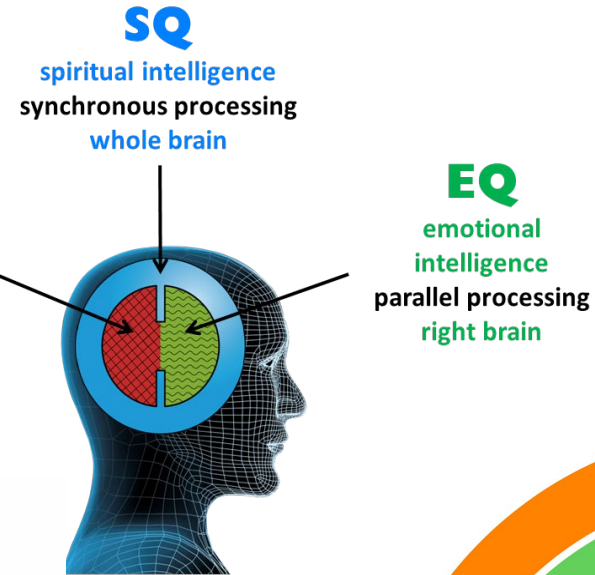 SQ
spiritual intelligence
synchronous processing
whole brain
EQ
emotional
intelligence
parallel processing
right brain